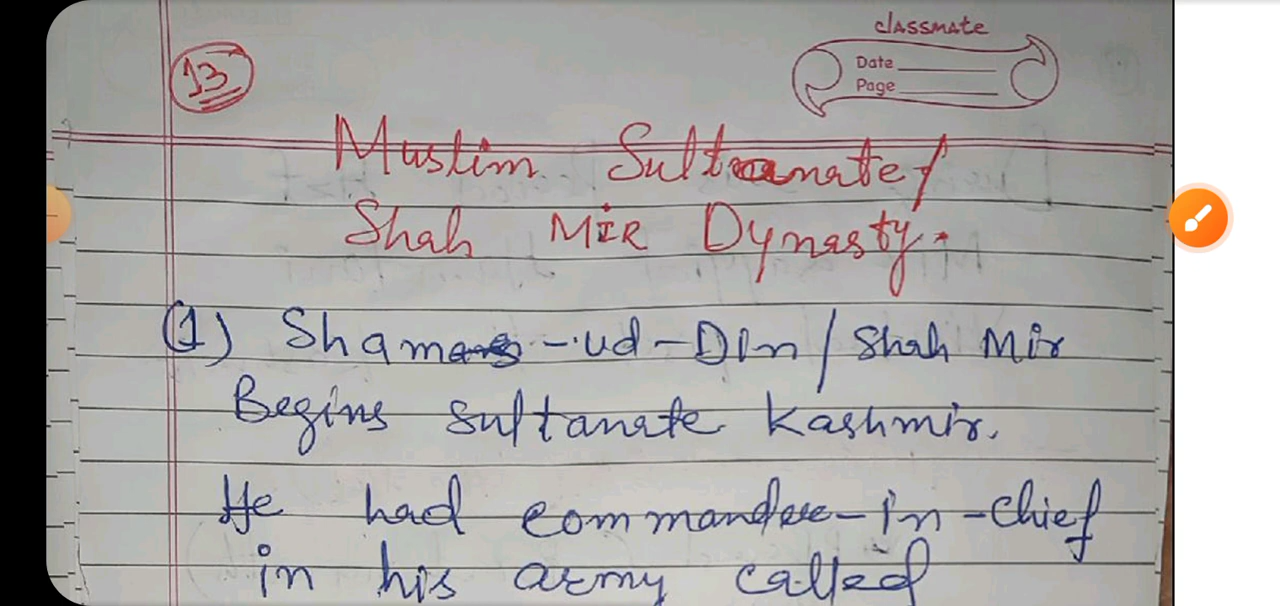 classmate
Date
Page
13
Muslim Sultanate/
Shah MIR Dynasty.
(1) Shams-ud-Din/Shah Mir
Begins Sultanate Kashmir.
He had commander-in-chief
in his army called